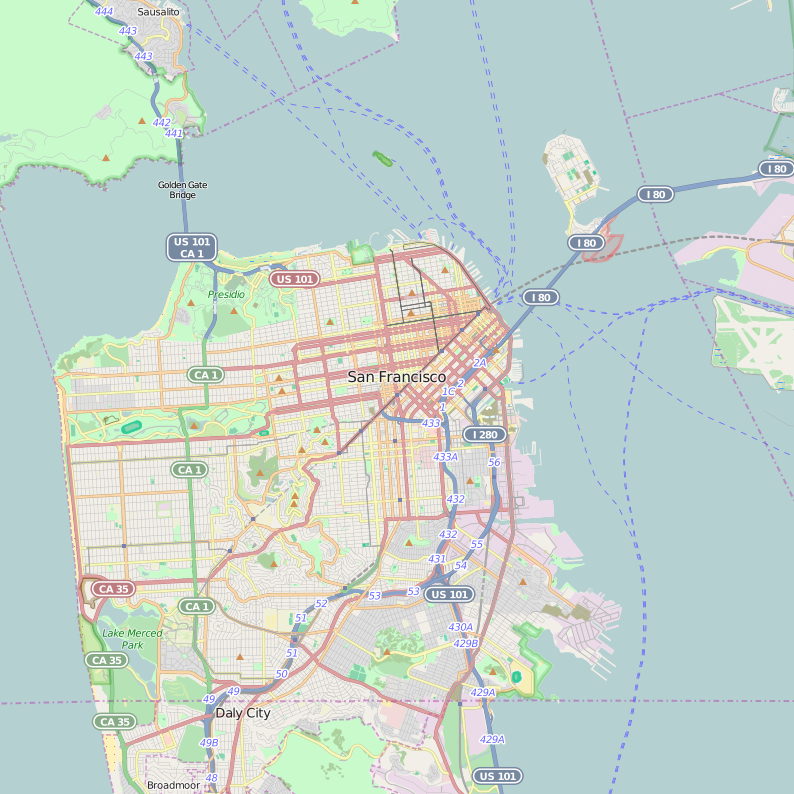 444
Sausalito
443
443
442
441
I 80
Golden Gate
Bridge
I 80
US 101
CA 1
I 80
US 101
Presidio
I 80
2A
CA 1
San Francisco
2
1C
1
433
I 280
433A
56
CA 1
432
432
55
431
54
CA 35
53
53
US 101
52
CA 1
51
430A
Lake Merced
Park
429B
51
CA 35
50
49
429A
49
Daly City
CA 35
429A
49B
48
US 101
Broadmoor